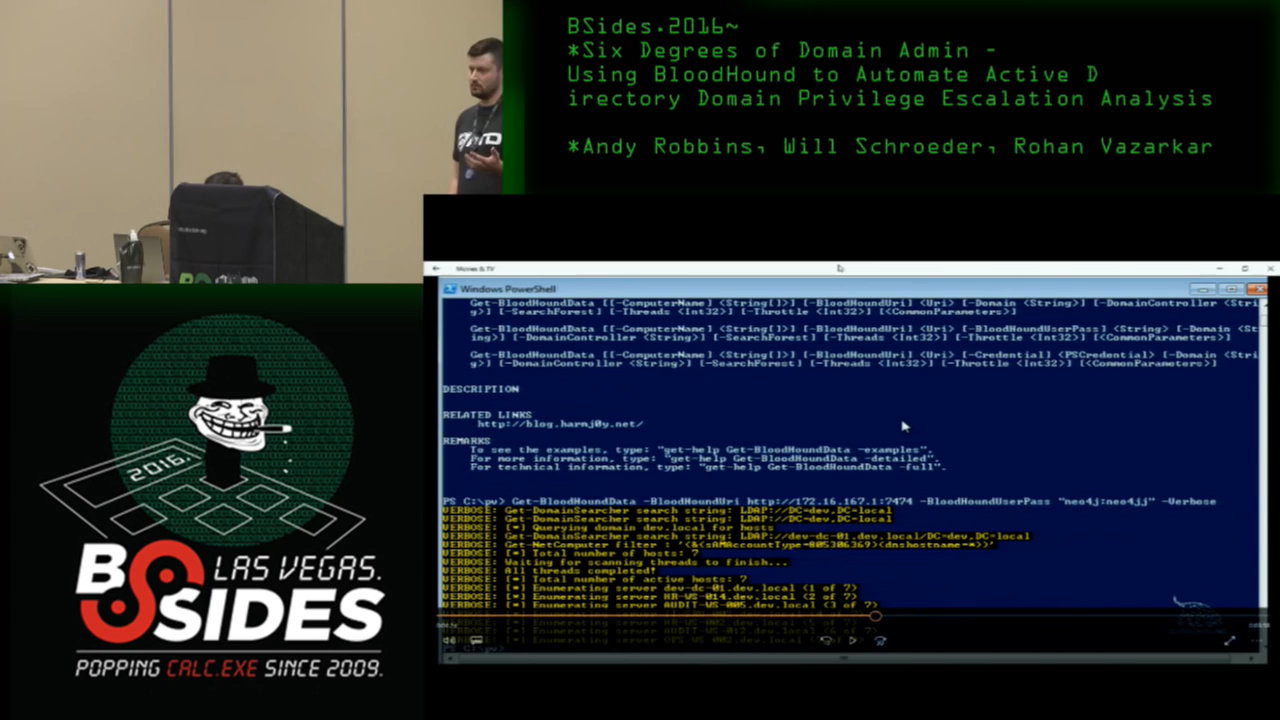 BSides.2016~
*Six Degrees of Domain Admin -
Using BloodHound to Automate Active D
irectory Domain Privilege Escalation Analysis
*Andy Robbins, Will Schroeder, Rohan Vazarkar
Movies & TV
Windows PowerShell
Get-BloodHoundData [[-ComputerName] <String[]>] [-BloodHoundUri] <Uri> [-Domain <String>] [-DomainController <Strin
g>] [-SearchForest] [-Threads <Int32>] [-Throttle <Int32>] [<CommonParameters>]
Get-BloodHoundData [[-ComputerName] <String[]>] [-BloodHoundUri] <Uri> [-BloodHoundUserPass] <String> [-Domain <St
ing>] [-DomainController <String>] [-SearchForest] [-Threads <Int32>] [-Throttle <Int32>] [<CommonParameters>]
Get-BloodHoundData [[-ComputerName] <String[]>] [-BloodHoundUri] <Uri> [-Credential] <PSCredential> [-Domain <Stri
g>] [-DomainController <String>] [-SearchForest] [-Threads <Int32>] [-Throttle <Int32>] [<CommonParameters>]
DESCRIPTION
RELATED LINKS
http://blog.harmj0y.net/
REMARKS
To see the examples, type: "get-help Get-BloodHoundData -examples".
For more information, type: "get-help Get-BloodHoundData -detailed".
For technical information, type: "get-help Get-BloodHoundData -full".
PS C:\pv> Get-BloodHoundData -BloodHoundUri http://172.16.167.1:7474 -BloodHoundUserPass "neo4j:neo4jj" -Verbose
VERBOSE: Get-DomainSearcher search string: LDAP://DC=dev,DC=local
VERBOSE: Get-DomainSearcher search string: LDAP://DC=dev,DC=local
VERBOSE: [*] Querying domain dev.local for hosts
VERBOSE: Get-DomainSearcher search string: LDAP://dev-dc-01.dev.local/DC=dev,DC=local
VERBOSE: Get-NetComputer filter : '(&(sAMAccountType=805306369)(dnshostname=*))'
VERBOSE: [*] Total number of hosts: 7
VERBOSE: Waiting for scanning threads to finish...
VERBOSE: All threads completed!
VERBOSE: [*] Total number of active hosts: 7
VERBOSE: [*] Enumerating server dev-dc-01.dev.local (1 of 7)
VERBOSE: [*] Enumerating server HR-WS-014.dev.local (2 of 7)
VERBOSE: [*] Enumerating server AUDIT-WS-005.dev.local (3 of 7)
2016.
BSIDES
LAS VEGAS.
POPPING CALC.EXE SINCE 2009.